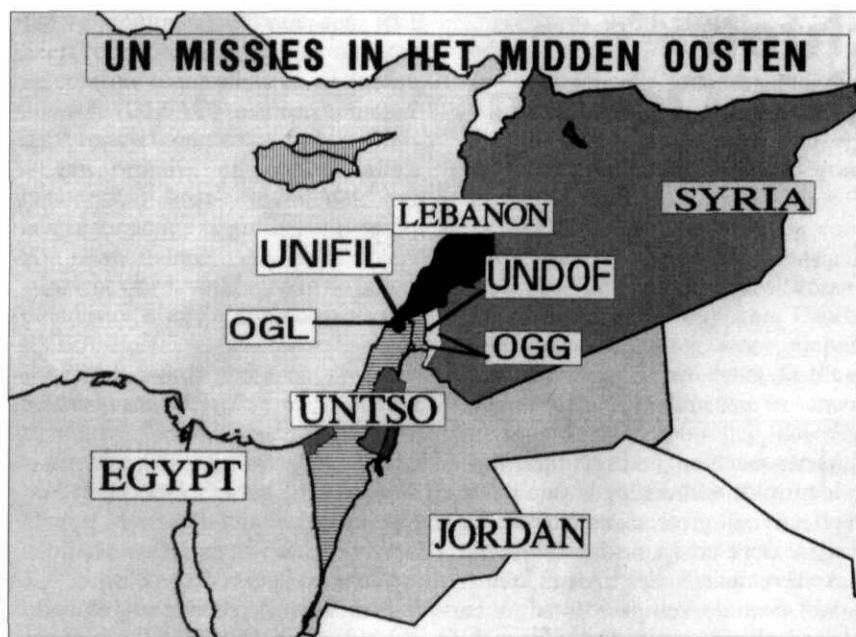 UN MISSIES IN HET MIDDEN OOSTEN
SYRIA
LEBANON
UNIFIL
UNDOF
OGL
OGG
UNTSO
EGYPT
JORDAN